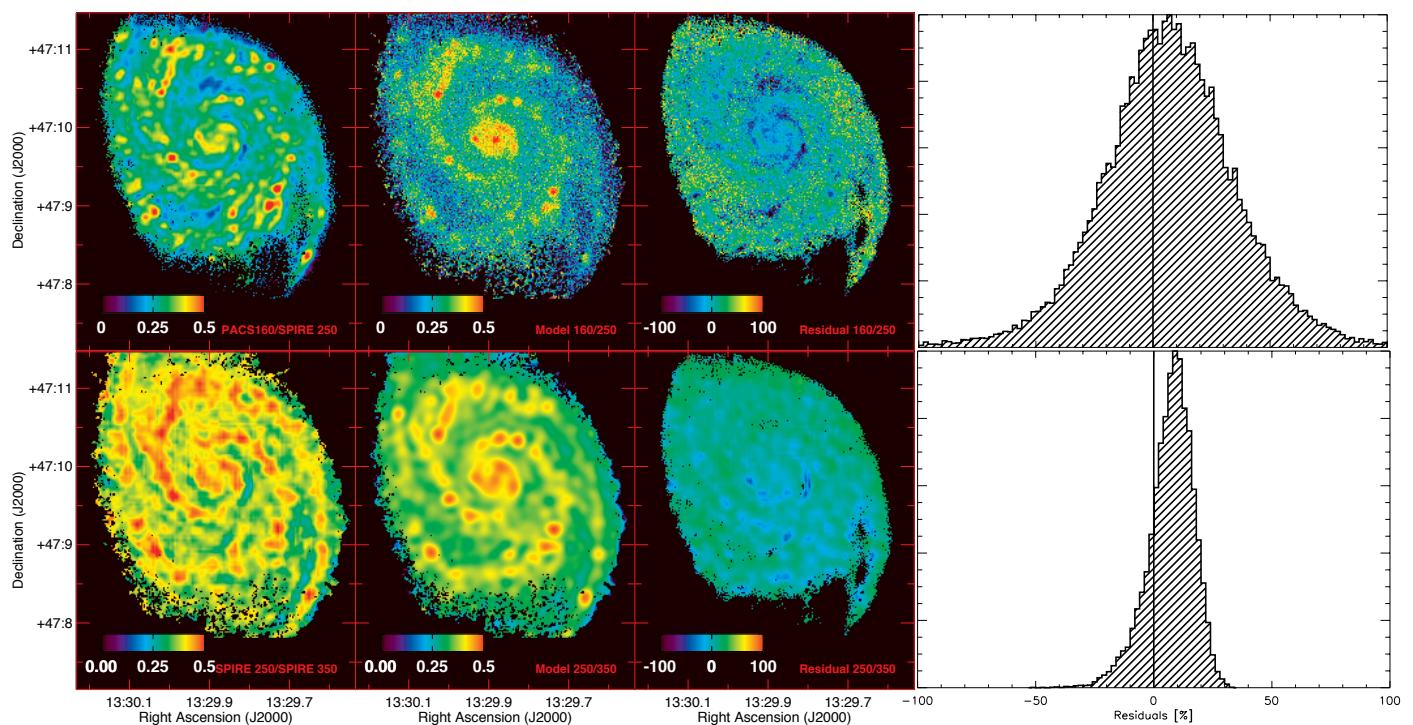 Declination (J2000)
+47:11
+47:10
+47:9
+47:8
0 0.25 0.5 PACS160/SPIRE 250
0 0.25 0.5 Model 160/250
-100 0 100 Residual 160/250
-100 -50 0 50 100
Declination (J2000)
+47:11
+47:10
+47:9
+47:8
0.00 0.25 0.5 SPIRE 250/SPIRE 350
0.00 0.25 0.5 Model 250/350
-100 0 100 Residual 250/350
13:30.1 13:29.9 13:29.7
13:30.1 13:29.9 13:29.7
13:30.1 13:29.9 13:29.7
Right Ascension (J2000)
Right Ascension (J2000)
Right Ascension (J2000)
-100 -50 0 50 100
Residuals [%]